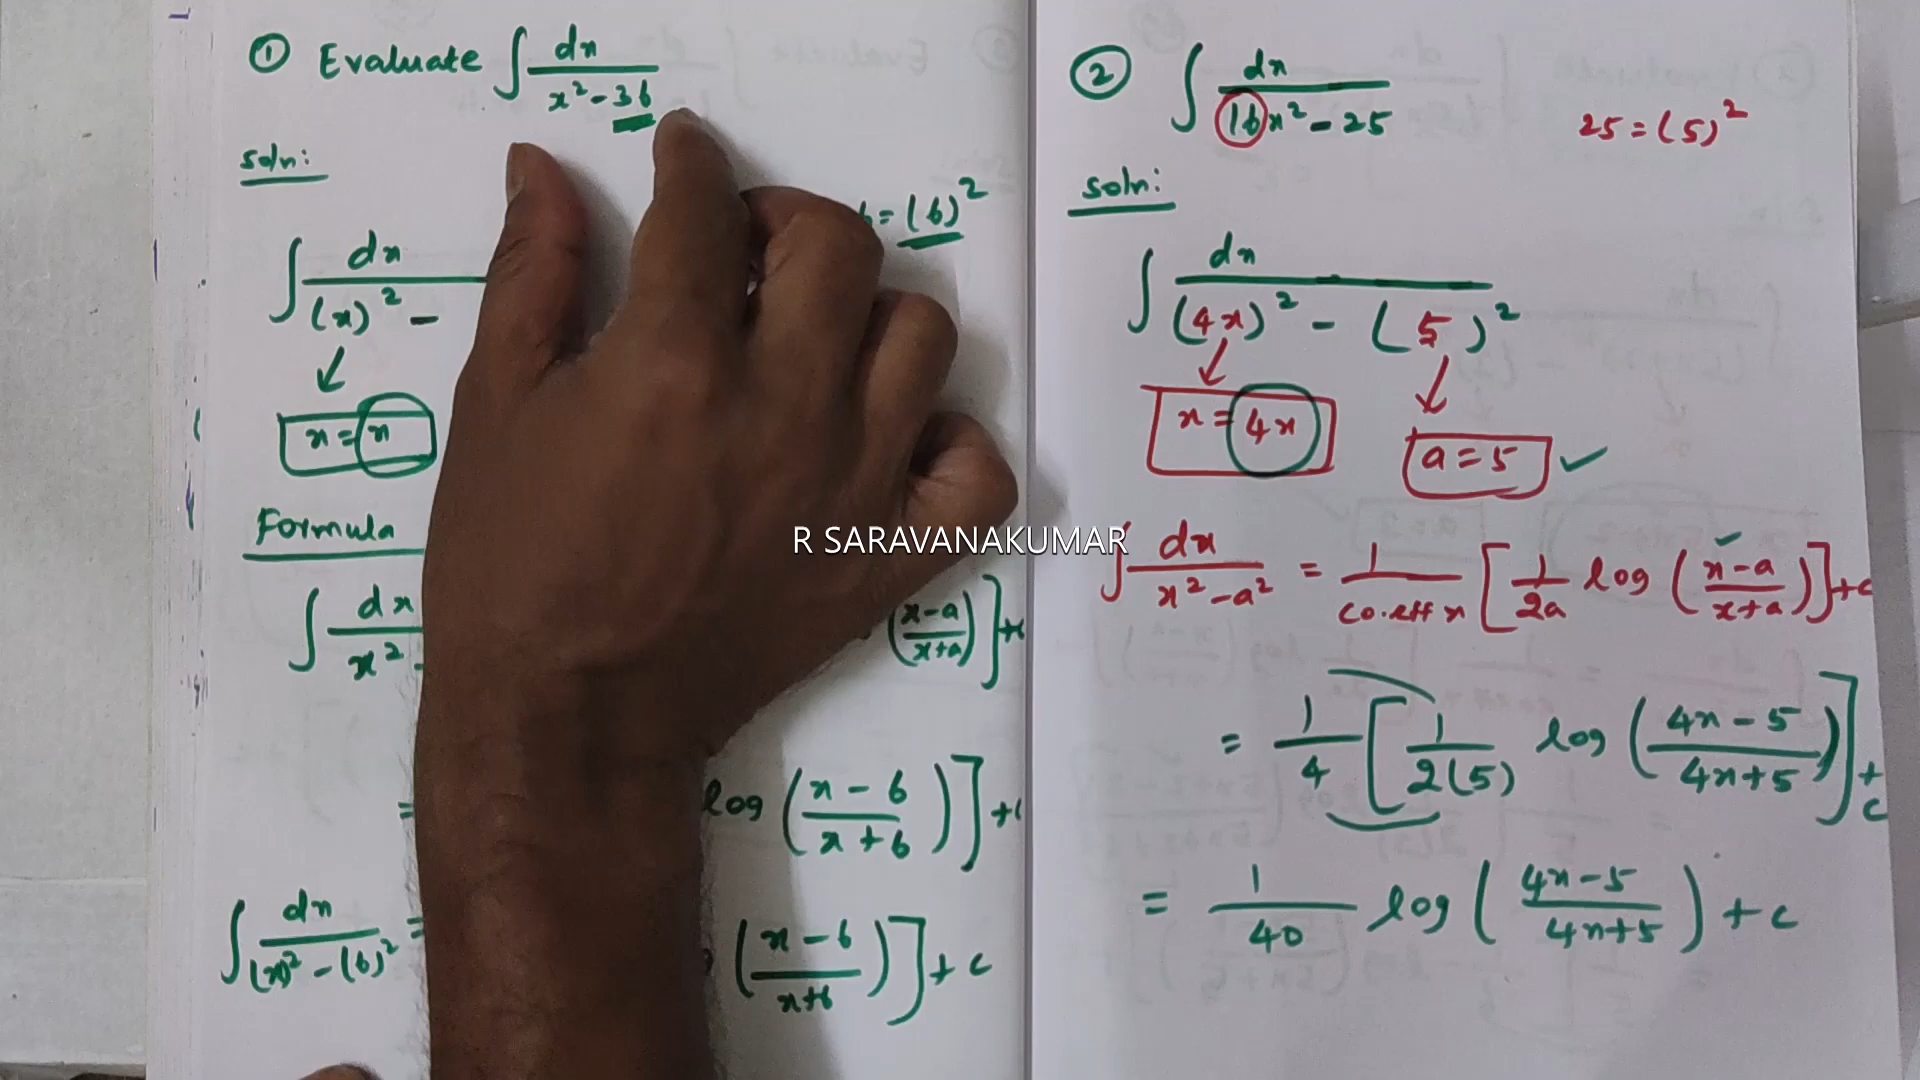 ① Evaluate ∫ dx / x² - 36
Soln:
= (6)²
∫ dx / (x)² -
x = x
Formula
∫ dx / x² -
(x-a / x+a)] +c
=
log (x - 6 / x + 6)] +c
∫ dx / (x)² - (6)² =
(x - 6 / x+6)] + c
② ∫ dx / 16x² - 25
25 = (5)²
Soln:
∫ dx / (4x)² - (5)²
x = 4x
a = 5 ✓
∫ dx / x² - a² = 1 / co.eff x [1 / 2a log (x-a / x+a)] +c
= 1 / 4 [1 / 2(5) log (4x - 5 / 4x+5)] + c
= 1 / 40 log (4x-5 / 4x+5) + c
R SARAVANAKUMAR